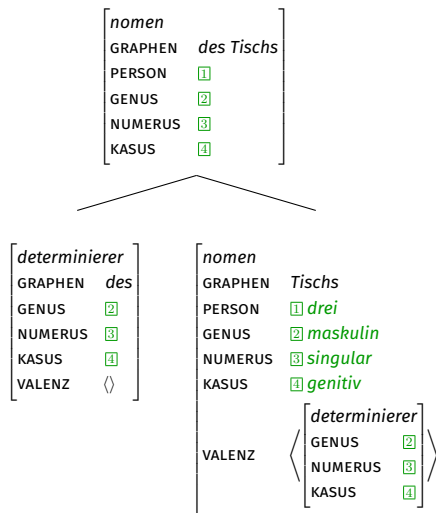 nomen
GRAPHEN des Tischs
PERSON 1
GENUS 2
NUMERUS 3
KASUS 4
determinierer
GRAPHEN des
GENUS 2
NUMERUS 3
KASUS 4
VALENZ ⟨⟩
nomen
GRAPHEN Tischs
PERSON 1 drei
GENUS 2 maskulin
NUMERUS 3 singular
KASUS 4 genitiv
VALENZ
determinierer
GENUS 2
NUMERUS 3
KASUS 4